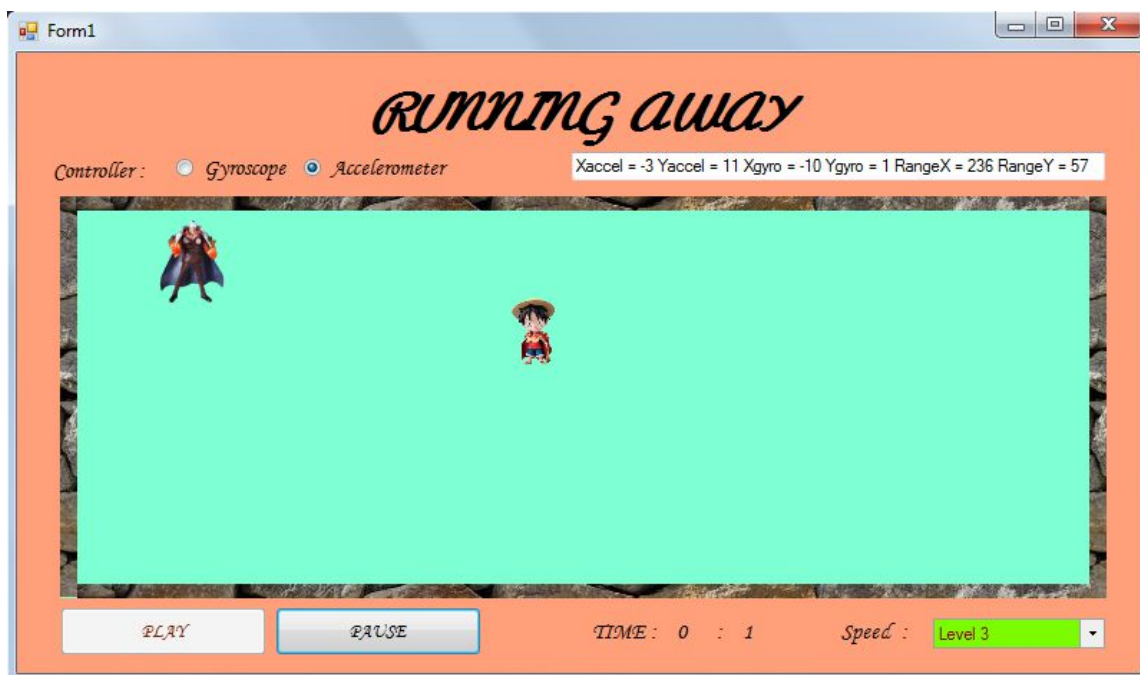 Form1
RUNNING AWAY
Controller : Gyroscope Accelerometer
Xaccel = -3 Yaccel = 11 Xgyro = -10 Ygyro = 1 RangeX = 236 RangeY = 57
PLAY
PAUSE
TIME : 0 : 1
Speed : Level 3